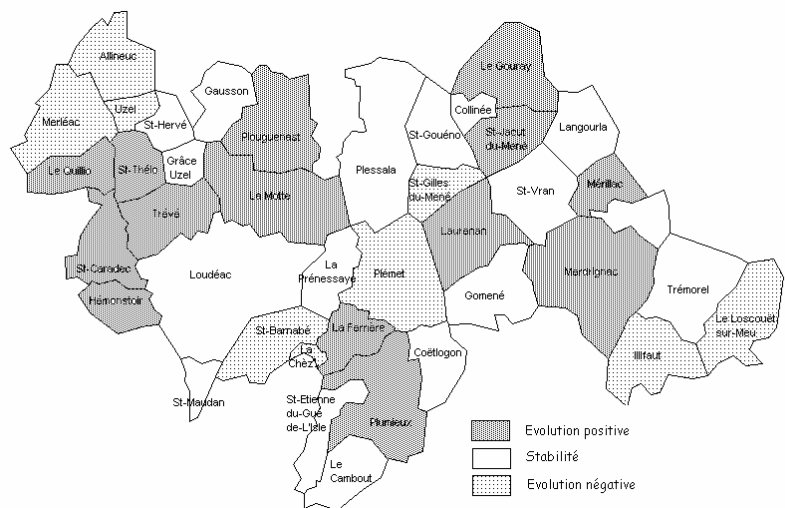 Allineuc
Le Gouray
Gausson
Uzel
Collinée
Merléac
St-Hervé
Plouguenast
St-Gouéno
St-Jacut
du-Mené
Langourla
Grâce
Uzel
Le Quillio
St-Thélo
Plessala
St-Gilles
du-Mené
St-Vran
Mérillac
La Motte
Trévé
Laurenan
St-Caradec
Loudéac
La
Prénessaye
Plémet
Merdrignac
Trémorel
Hémonstoir
Gomené
Le Loscouët
sur-Meu
St-Barnabé
La Ferrière
La
Chèz
Coëtlogon
Illifaut
St-Maudan
St-Etienne
du-Gué
de-L'Isle
Plumieux
Le
Cambout
Evolution positive
Stabilité
Evolution négative